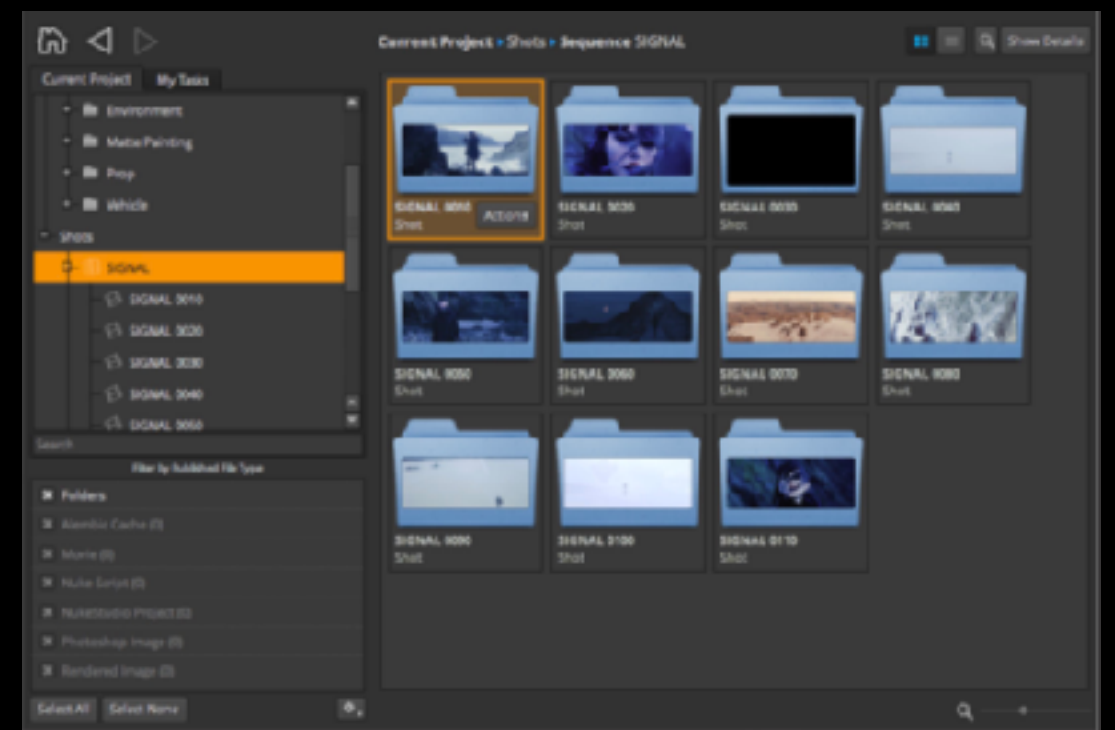 Current Project ▸ Shots ▸ Sequence SIGNAL
Show Details
Current Project
My Tasks
Environment
Matte Painting
Prop
Vehicle
Shots
SIGNAL
SIGNAL 0010
SIGNAL 0020
SIGNAL 0030
SIGNAL 0040
SIGNAL 0050
Search
Filter by Published File Type
Folders
Alembic Cache (0)
Movie (0)
Nuke Script (0)
NukeStudio Project (0)
Photoshop Image (0)
Rendered Image (0)
Select All
Select None
SIGNAL 0010
Shot
Actions
SIGNAL 0020
Shot
SIGNAL 0030
Shot
SIGNAL 0040
Shot
SIGNAL 0050
Shot
SIGNAL 0060
Shot
SIGNAL 0070
Shot
SIGNAL 0080
Shot
SIGNAL 0090
Shot
SIGNAL 0100
Shot
SIGNAL 0110
Shot